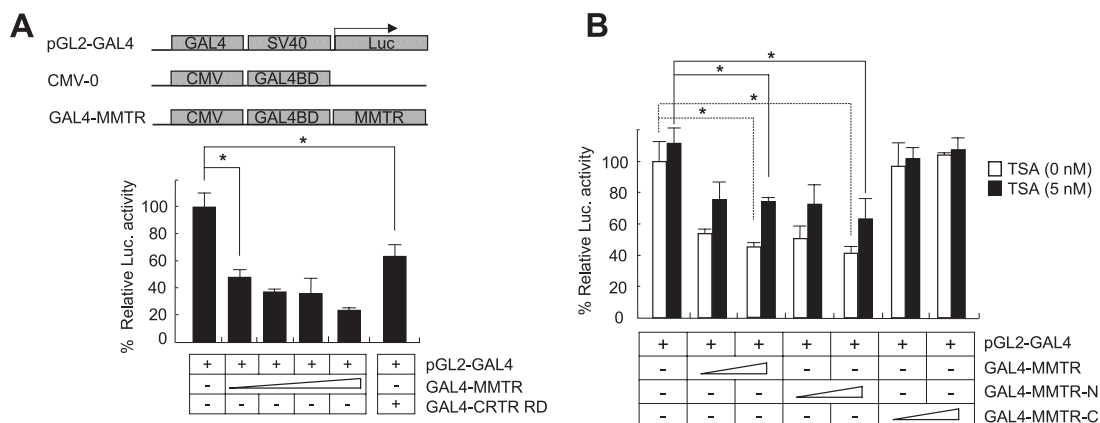 A
pGL2-GAL4 GAL4 SV40 Luc
CMV-0 CMV GAL4BD
GAL4-MMTR CMV GAL4BD MMTR
* *
% Relative Luc. activity
100
80
60
40
20
0
+ + + + + + pGL2-GAL4
- - GAL4-MMTR
- - - - - + GAL4-CRTR RD
B
* * * *
% Relative Luc. activity
100
80
60
40
20
0
TSA (0 nM)
TSA (5 nM)
+ + + + + + + pGL2-GAL4
- - - - - GAL4-MMTR
- - - - - GAL4-MMTR-N
- - - - - GAL4-MMTR-C